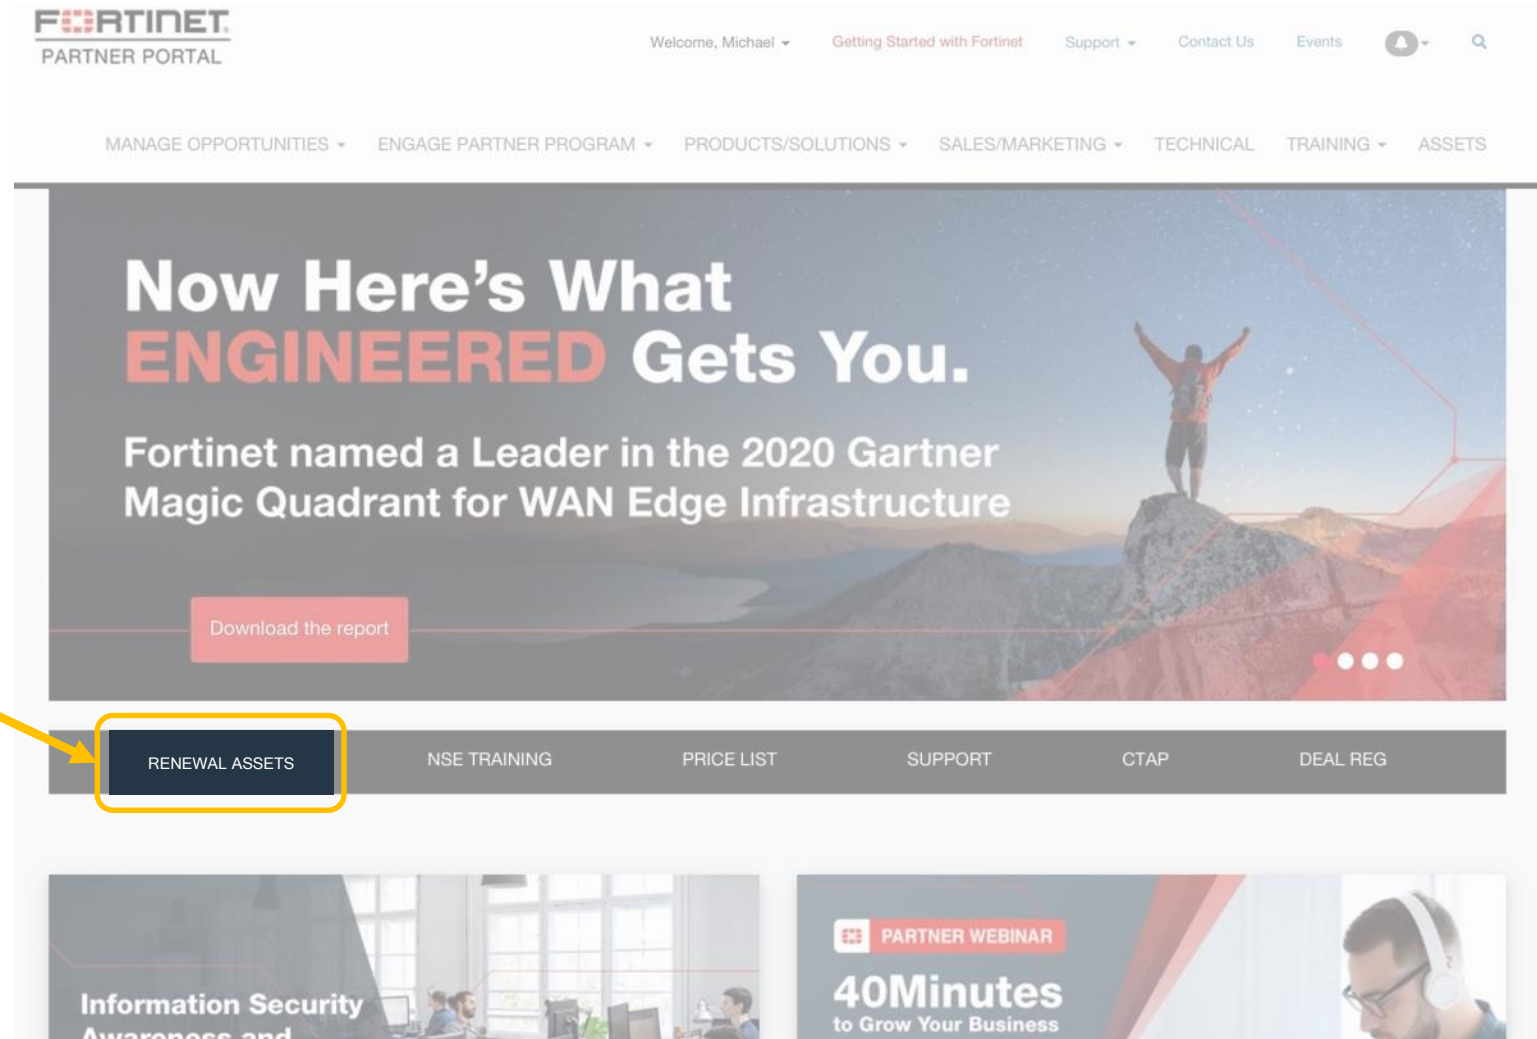 FORTINET
PARTNER PORTAL
Welcome, Michael
Getting Started with Fortinet
Support
Contact Us
Events
MANAGE OPPORTUNITIES
ENGAGE PARTNER PROGRAM
PRODUCTS/SOLUTIONS
SALES/MARKETING
TECHNICAL
TRAINING
ASSETS
Now Here's What
ENGINEERED Gets You.
Fortinet named a Leader in the 2020 Gartner
Magic Quadrant for WAN Edge Infrastructure
Download the report
RENEWAL ASSETS
NSE TRAINING
PRICE LIST
SUPPORT
CTAP
DEAL REG
Information Security
Awareness and
PARTNER WEBINAR
40Minutes
to Grow Your Business